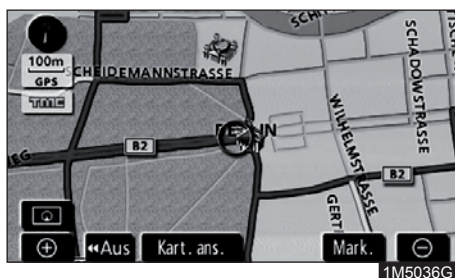 SCHADOWSTRASSE
100m
SCHEIDEMANNSTRASSE
GPS
TMC
WILHELMSTRASSE
B2
B2
Aus
Kart. ans.
Mark.
1M5036G